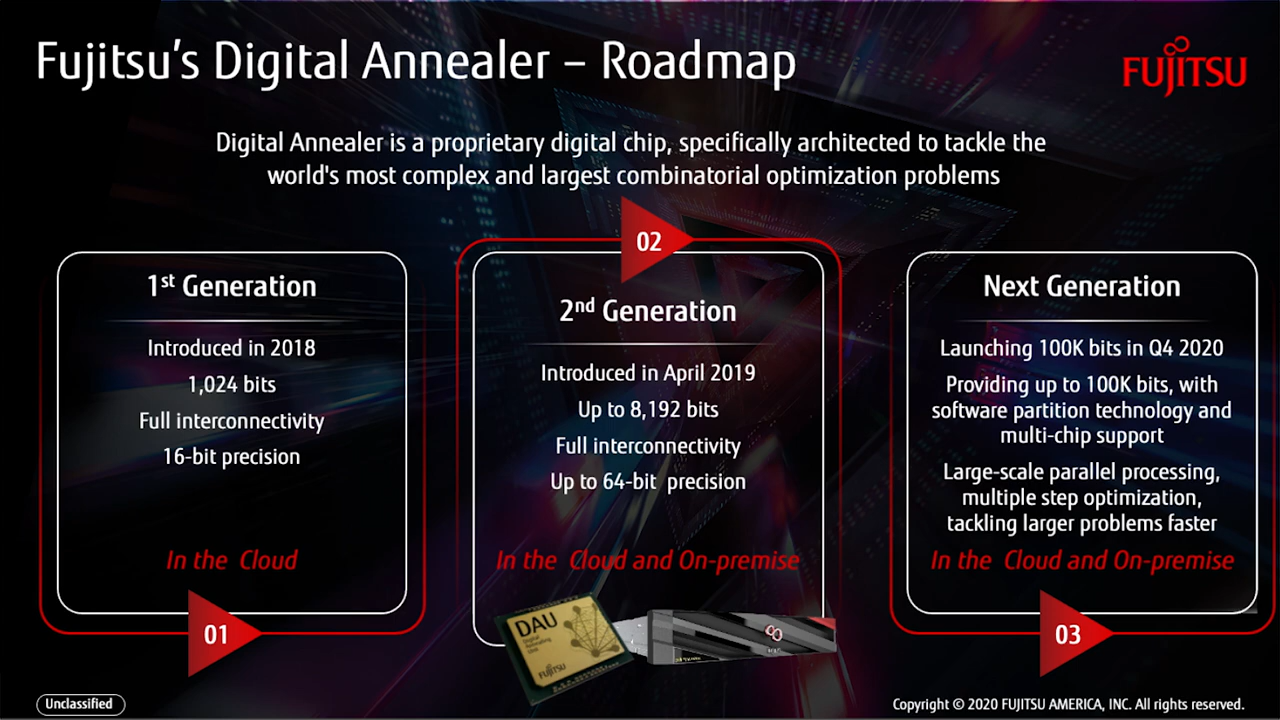 Fujitsu's Digital Annealer – Roadmap
FUJITSU
Digital Annealer is a proprietary digital chip, specifically architected to tackle the
world's most complex and largest combinatorial optimization problems
1st Generation
Introduced in 2018
1,024 bits
Full interconnectivity
16-bit precision
In the Cloud
01
02
2nd Generation
Introduced in April 2019
Up to 8,192 bits
Full interconnectivity
Up to 64-bit precision
In the Cloud and On-premise
DAU
Digital
Annealing
Unit
FUJITSU
Next Generation
Launching 100K bits in Q4 2020
Providing up to 100K bits, with
software partition technology and
multi-chip support
Large-scale parallel processing,
multiple step optimization,
tackling larger problems faster
In the Cloud and On-premise
03
Unclassified
Copyright © 2020 FUJITSU AMERICA, INC. All rights reserved.